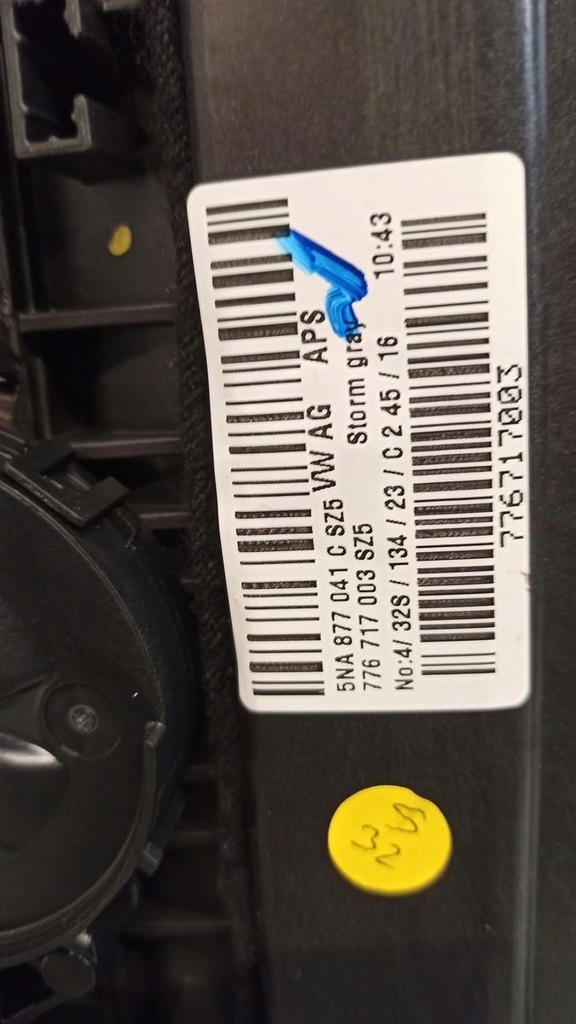 VW AG APS
5NA 877 041 C SZ5 Storm gray
776 717 003 SZ5 10:43
No:4/ 32S / 134 / 23 / C 2 45 / 16
776717003